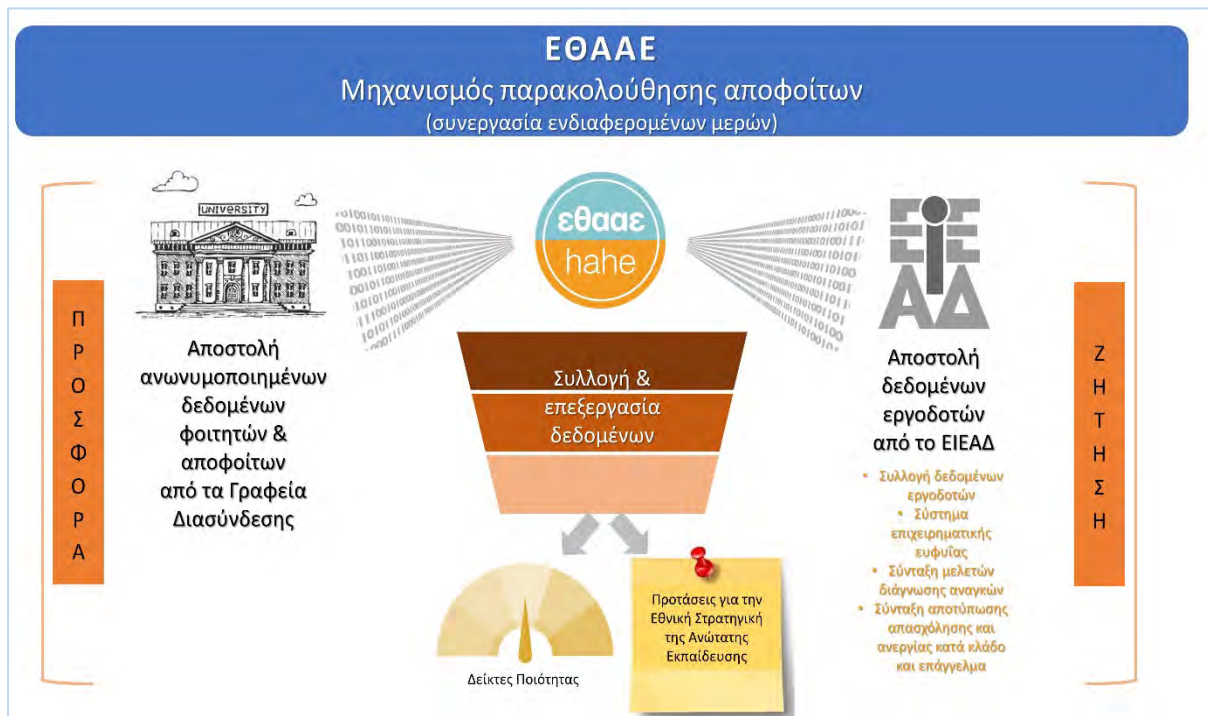 ΕΘΑΑΕ
Μηχανισμός παρακολούθησης αποφοίτων
(συνεργασία ενδιαφερομένων μερών)
ΠΡΟΣΦΟΡΑ
UNIVERSITY
Αποστολή
ανωνυμοποιημένων
δεδομένων
φοιτητών &
αποφοίτων
από τα Γραφεία
Διασύνδεσης
εθααε
hahe
Συλλογή &
επεξεργασία
δεδομένων
Δείκτες Ποιότητας
Προτάσεις για την
Εθνική Στρατηγική
της Ανώτατης
Εκπαίδευσης
ΕΙΕ
ΑΔ
Αποστολή
δεδομένων
εργοδοτών
από το ΕΙΕΑΔ
• Συλλογή δεδομένων
εργοδοτών
• Σύστημα
επιχειρηματικής
ευφυΐας
• Σύνταξη μελετών
διάγνωσης αναγκών
• Σύνταξη αποτύπωσης
απασχόλησης και
ανεργίας κατά κλάδο
και επάγγελμα
ΖΗΤΗΣΗ